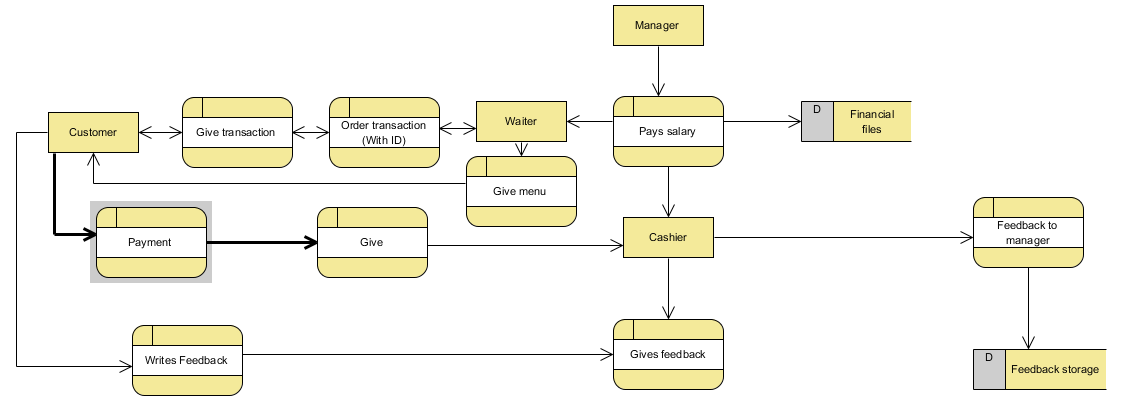 Manager
Customer
Give transaction
Order transaction
(With ID)
Waiter
Pays salary
D
Financial
files
Give menu
Payment
Give
Cashier
Feedback to
manager
Writes Feedback
Gives feedback
D
Feedback storage